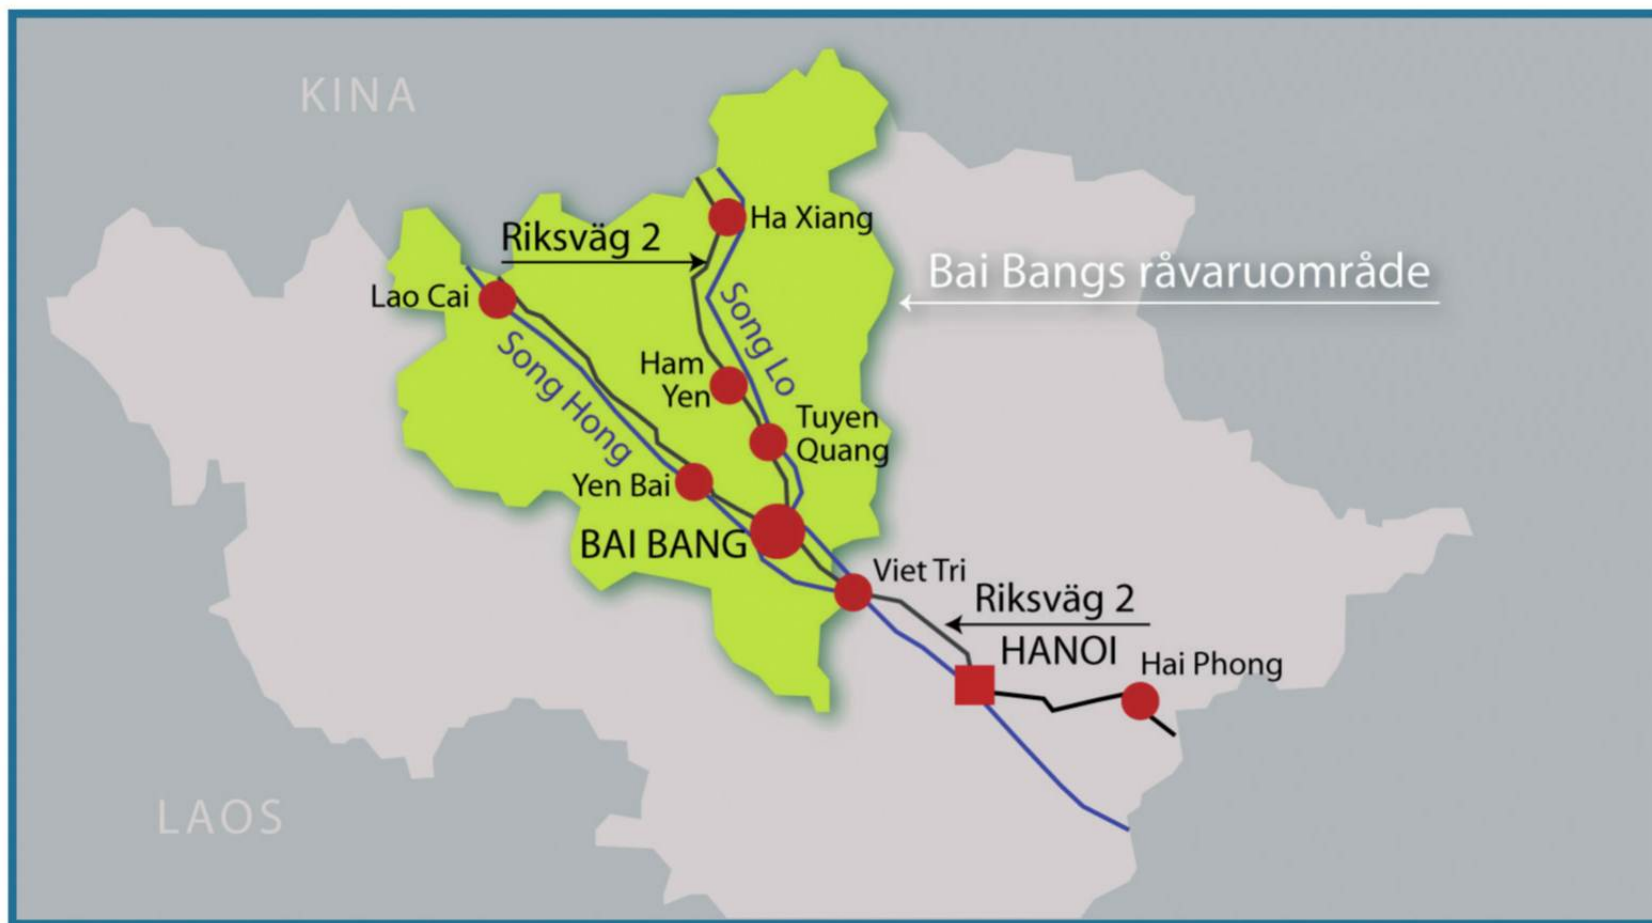 KINA
Ha Xiang
Riksväg 2
Bai Bangs råvaruområde
Lao Cai
Song Lo
Song Hong
Ham
Yen
Tuyen
Quang
Yen Bai
BAI BANG
Viet Tri
Riksväg 2
HANOI
Hai Phong
LAOS